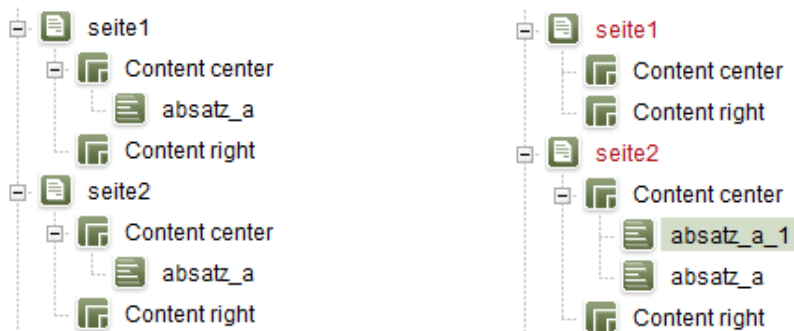 seite1
Content center
absatz_a
Content right
seite2
Content center
absatz_a
Content right
seite1
Content center
Content right
seite2
Content center
absatz_a_1
absatz_a
Content right